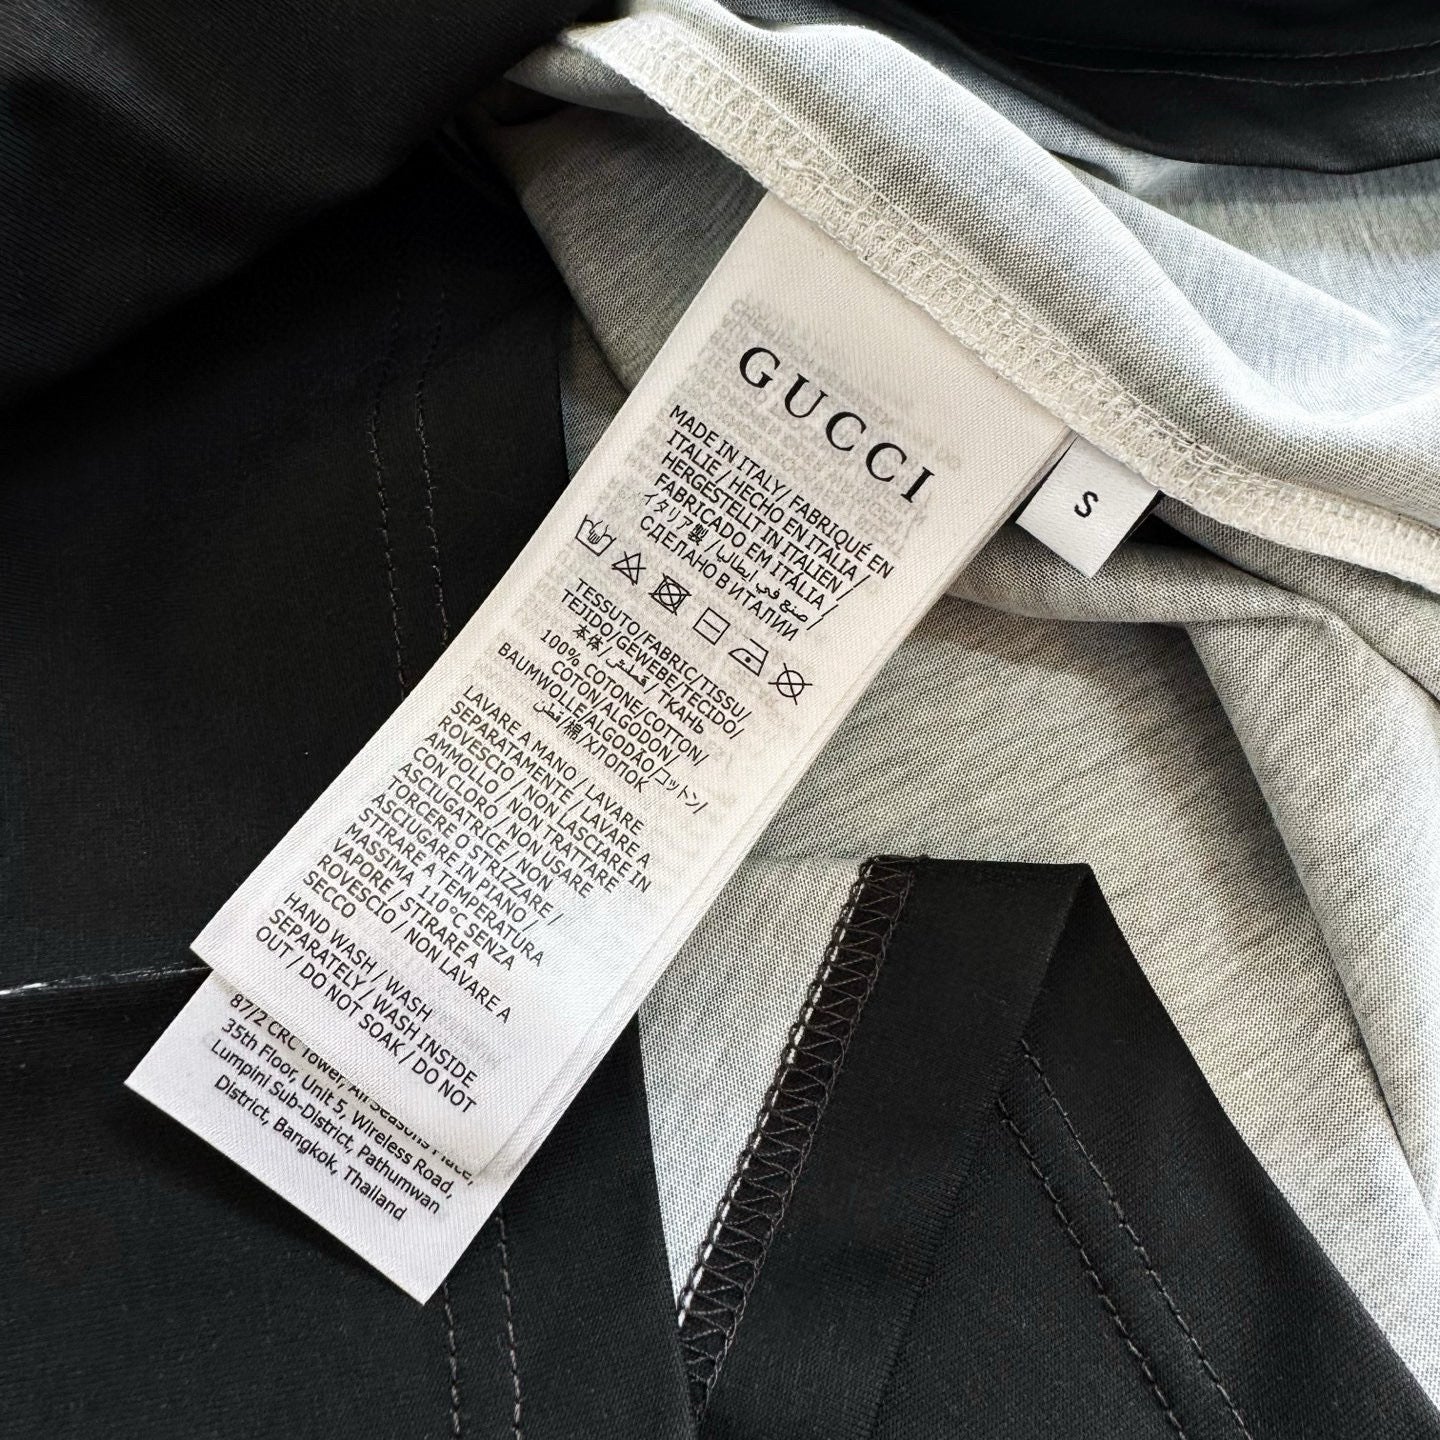 GUCCI
MADE IN ITALY/ FABRIQUÉ EN
ITALIE / HECHO EN ITALIA /
HERGESTELLT IN ITALIEN /
FABRICADO EM ITÁLIA /
イタリア製 / صنع في ايطاليا /
СДЕЛАНО В ИТАЛИИ
S
TESSUTO/FABRIC/TISSU/
TEJIDO/GEWEBE/TECIDO/
本体/قماش/ТКАНЬ
100% COTONE/COTTON/
COTON/ALGODON/
BAUMWOLLE/ALGODÃO/コットン/
قطن/棉/ХЛОПОК
LAVARE A MANO / LAVARE
SEPARATAMENTE / LAVARE A
ROVESCIO / NON LASCIARE IN
AMMOLLO / NON TRATTARE
CON CLORO / NON USARE
ASCIUGATRICE / NON
TORCERE O STRIZZARE /
ASCIUGARE IN PIANO /
STIRARE A TEMPERATURA
MASSIMA 110°C SENZA
VAPORE / STIRARE A
ROVESCIO / NON LAVARE A
SECCO
HAND WASH / WASH
SEPARATELY / WASH INSIDE
OUT / DO NOT SOAK / DO NOT
87/2 CRC Tower, All Seasons Place,
35th Floor, Unit 5, Wireless Road,
Lumpini Sub-District, Pathumwan
District, Bangkok, Thailand